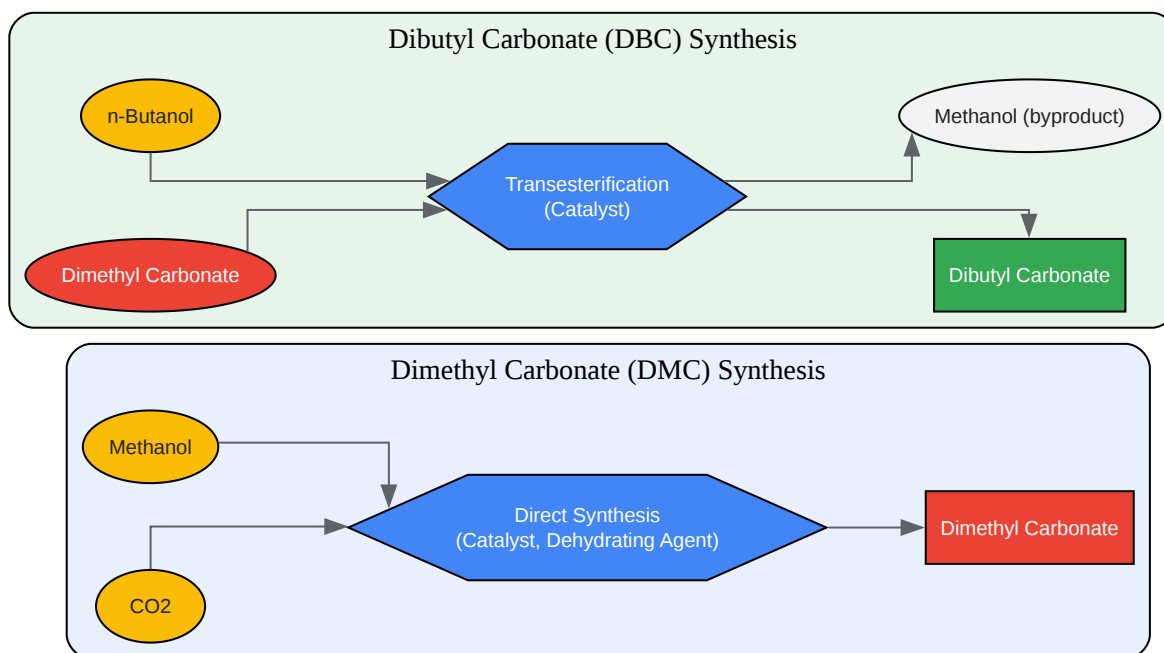 Dibutyl Carbonate (DBC) Synthesis
n-Butanol
Methanol (byproduct)
Transesterification
(Catalyst)
Dimethyl Carbonate
Dibutyl Carbonate
Dimethyl Carbonate (DMC) Synthesis
Methanol
Direct Synthesis
(Catalyst, Dehydrating Agent)
Dimethyl Carbonate
CO2